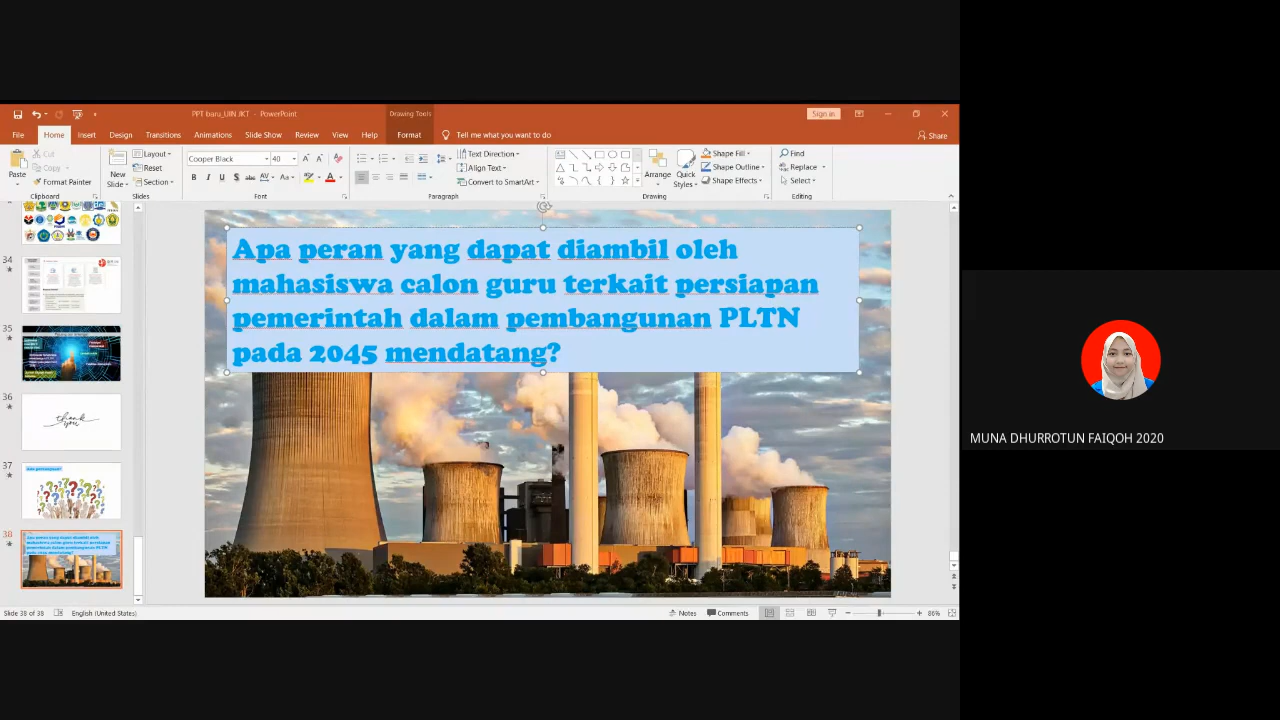 PPT baru_UIN JKT - PowerPoint
Drawing Tools
Sign in
File Home Insert Design Transitions Animations Slide Show Review View Help Format Tell me what you want to do Share
Paste
Cut
Copy
Format Painter
Clipboard
New Slide
Layout
Reset
Section
Slides
Cooper Black 40
Font
Text Direction
Align Text
Convert to SmartArt
Paragraph
Arrange
Quick Styles
Shape Fill
Shape Outline
Shape Effects
Drawing
Find
Replace
Select
Editing
34
35
36
thank you
37
38
Apa peran yang dapat diambil oleh
mahasiswa calon guru terkait persiapan
pemerintah dalam pembangunan PLTN
pada 2045 mendatang?
MUNA DHURROTUN FAIQOH 2020
Slide 38 of 38 English (United States) Notes Comments 86%